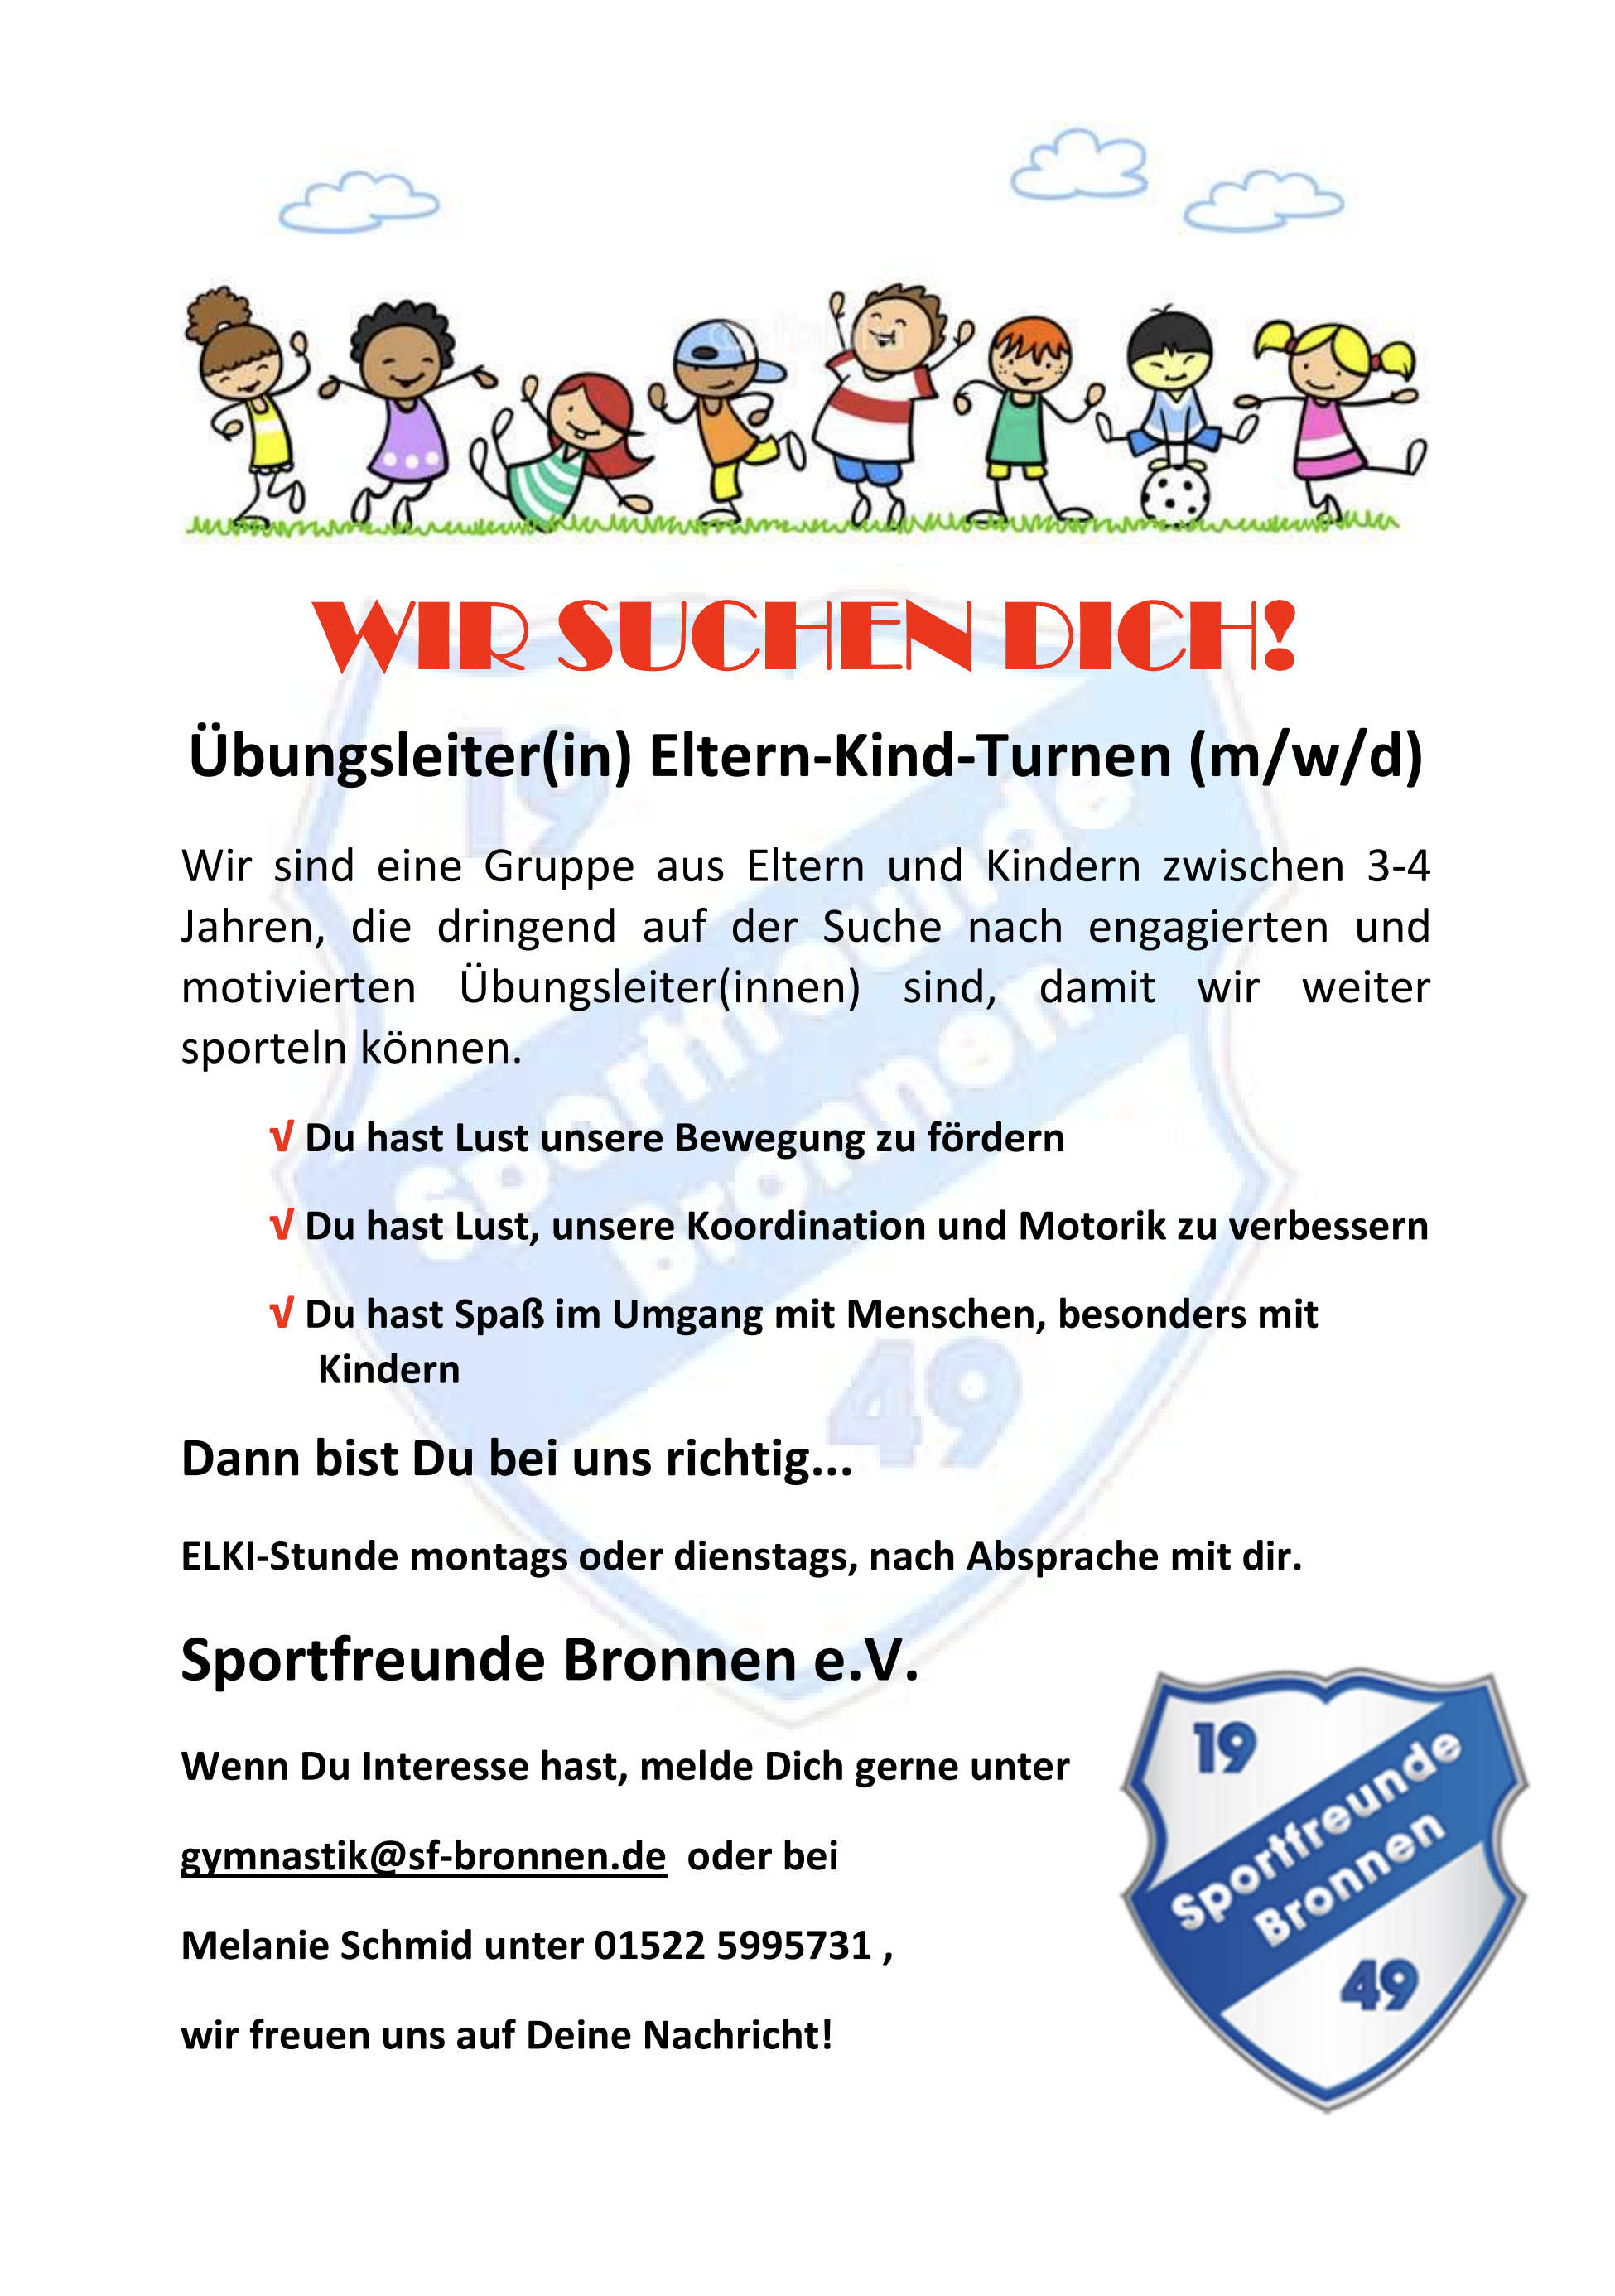 WIR SUCHEN DICH!
Übungsleiter(in) Eltern-Kind-Turnen (m/w/d)
Wir sind eine Gruppe aus Eltern und Kindern zwischen 3-4
Jahren, die dringend auf der Suche nach engagierten und
motivierten Übungsleiter(innen) sind, damit wir weiter
sporteln können.
√ Du hast Lust unsere Bewegung zu fördern
√ Du hast Lust, unsere Koordination und Motorik zu verbessern
√ Du hast Spaß im Umgang mit Menschen, besonders mit
Kindern
Dann bist Du bei uns richtig...
ELKI-Stunde montags oder dienstags, nach Absprache mit dir.
Sportfreunde Bronnen e.V.
Wenn Du Interesse hast, melde Dich gerne unter
gymnastik@sf-bronnen.de oder bei
Melanie Schmid unter 01522 5995731 ,
wir freuen uns auf Deine Nachricht!
19
Sportfreunde
Bronnen
49
19
Sportfreunde
Bronnen
49